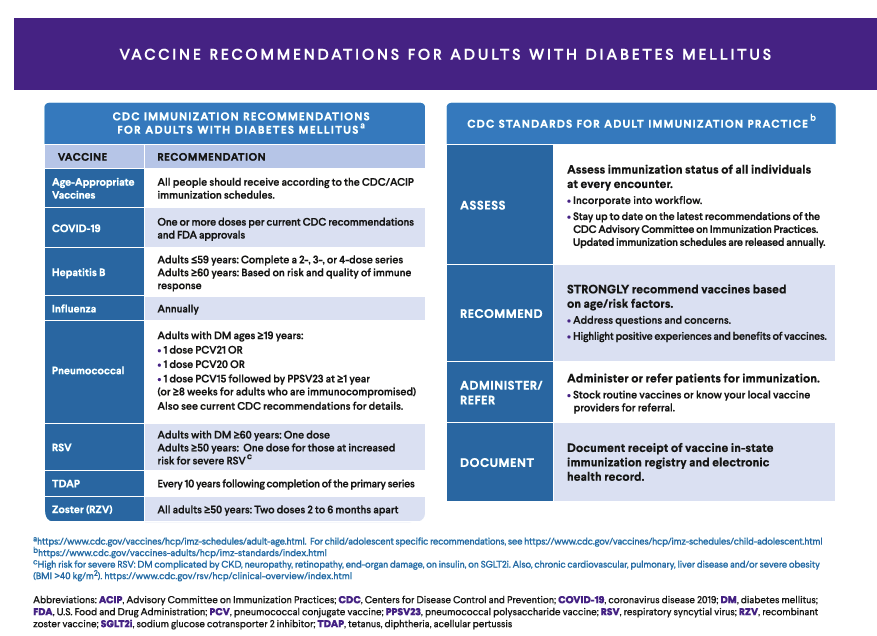 VACCINE RECOMMENDATIONS FOR ADULTS WITH DIABETES MELLITUS
CDC IMMUNIZATION RECOMMENDATIONS
FOR ADULTS WITH DIABETES MELLITUSᵃ
VACCINE RECOMMENDATION
Age-Appropriate
Vaccines
All people should receive according to the CDC/ACIP
immunization schedules.
COVID-19
One or more doses per current CDC recommendations
and FDA approvals
Hepatitis B
Adults ≤59 years: Complete a 2-, 3-, or 4-dose series
Adults ≥60 years: Based on risk and quality of immune
response
Influenza
Annually
Pneumococcal
Adults with DM ages ≥19 years:
• 1 dose PCV21 OR
• 1 dose PCV20 OR
• 1 dose PCV15 followed by PPSV23 at ≥1 year
(or ≥8 weeks for adults who are immunocompromised)
Also see current CDC recommendations for details.
RSV
Adults with DM ≥60 years: One dose
Adults ≥50 years: One dose for those at increased
risk for severe RSVᶜ
TDAP
Every 10 years following completion of the primary series
Zoster (RZV)
All adults ≥50 years: Two doses 2 to 6 months apart
CDC STANDARDS FOR ADULT IMMUNIZATION PRACTICEᵇ
ASSESS
Assess immunization status of all individuals
at every encounter.
• Incorporate into workflow.
• Stay up to date on the latest recommendations of the
CDC Advisory Committee on Immunization Practices.
Updated immunization schedules are released annually.
RECOMMEND
STRONGLY recommend vaccines based
on age/risk factors.
• Address questions and concerns.
• Highlight positive experiences and benefits of vaccines.
ADMINISTER/
REFER
Administer or refer patients for immunization.
• Stock routine vaccines or know your local vaccine
providers for referral.
DOCUMENT
Document receipt of vaccine in-state
immunization registry and electronic
health record.
ᵃhttps://www.cdc.gov/vaccines/hcp/imz-schedules/adult-age.html. For child/adolescent specific recommendations, see https://www.cdc.gov/vaccines/hcp/imz-schedules/child-adolescent.html
ᵇhttps://www.cdc.gov/vaccines-adults/hcp/imz-standards/index.html
ᶜHigh risk for severe RSV: DM complicated by CKD, neuropathy, retinopathy, end-organ damage, on insulin, on SGLT2i. Also, chronic cardiovascular, pulmonary, liver disease and/or severe obesity
(BMI >40 kg/m²). https://www.cdc.gov/rsv/hcp/clinical-overview/index.html
Abbreviations: ACIP, Advisory Committee on Immunization Practices; CDC, Centers for Disease Control and Prevention; COVID-19, coronavirus disease 2019; DM, diabetes mellitus;
FDA, U.S. Food and Drug Administration; PCV, pneumococcal conjugate vaccine; PPSV23, pneumococcal polysaccharide vaccine; RSV, respiratory syncytial virus; RZV, recombinant
zoster vaccine; SGLT2i, sodium glucose cotransporter 2 inhibitor; TDAP, tetanus, diphtheria, acellular pertussis